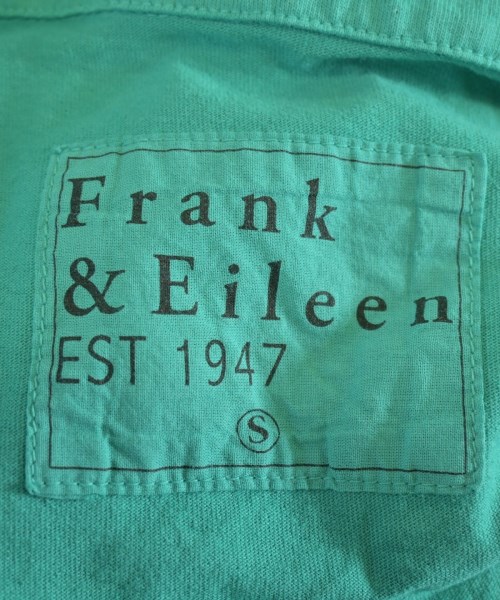 Frank
& Eileen
EST 1947
S